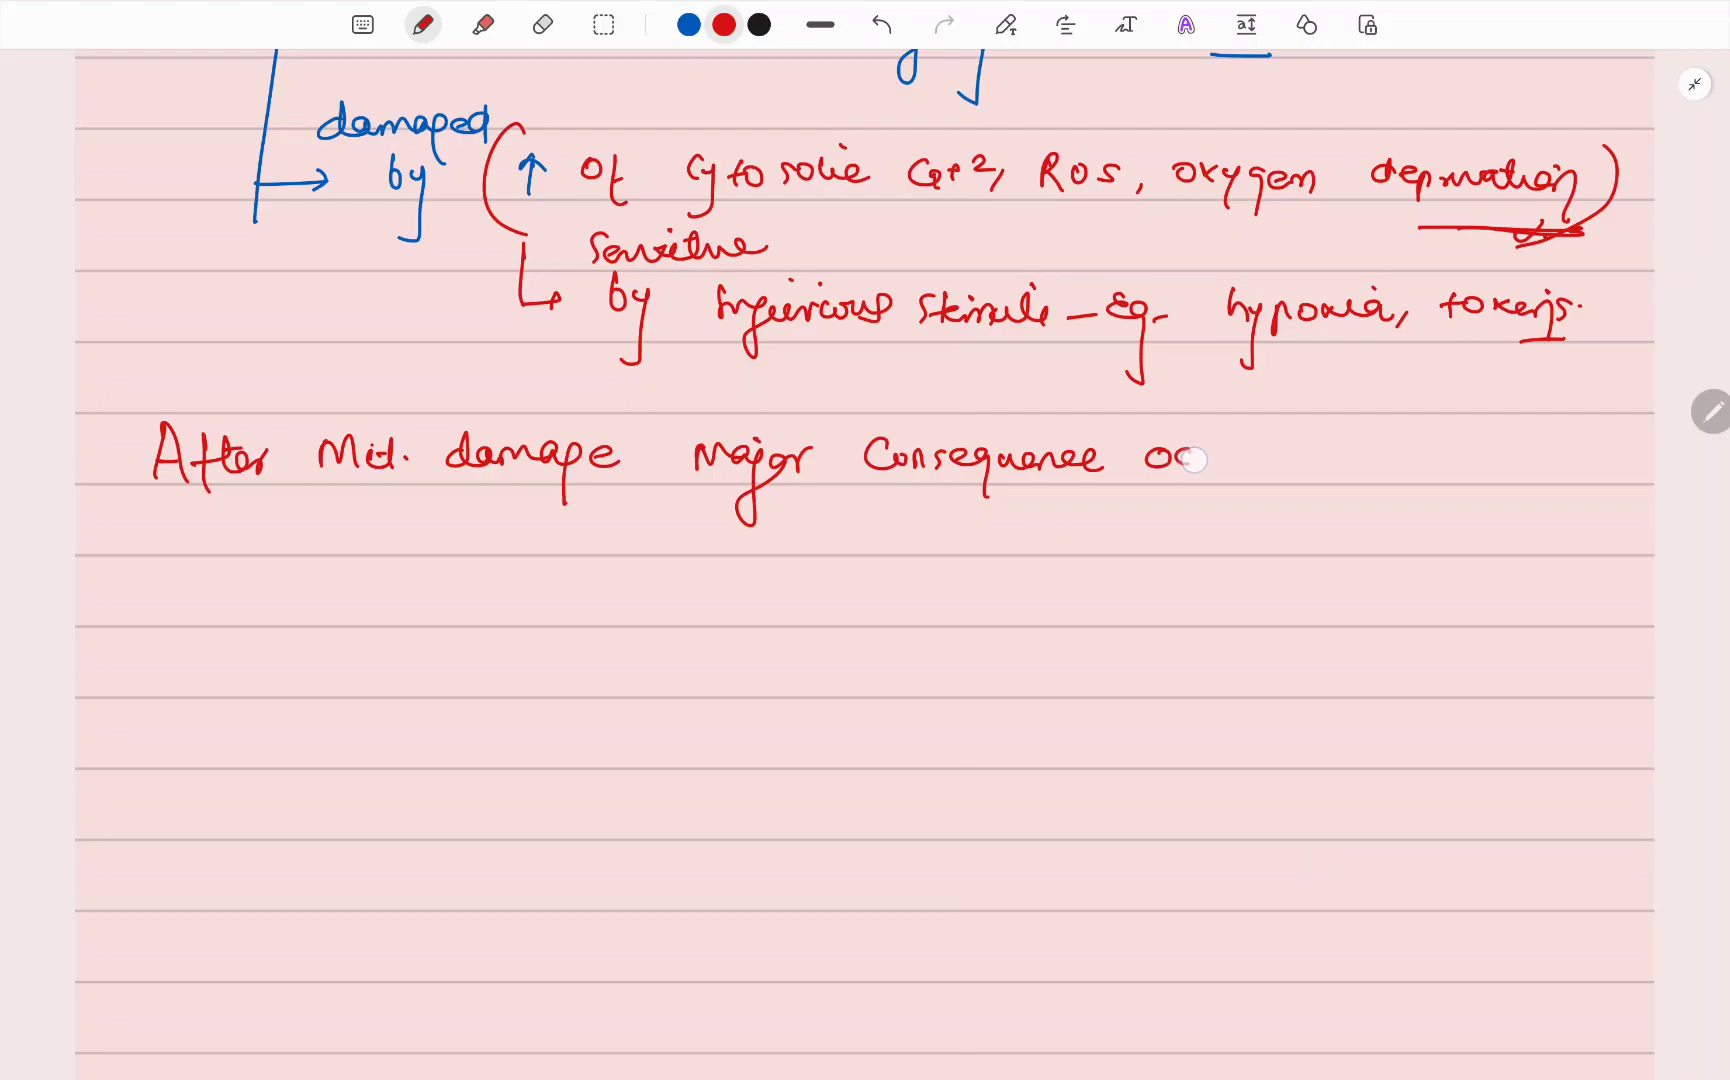 damaged
by ↑ of cytosolic Ca+2, ROS, oxygen deprivation)
sensitive
↳ by injurious stimuli - Eg. hypoxia, toxins.
After Mit. damage Major Consequence oc